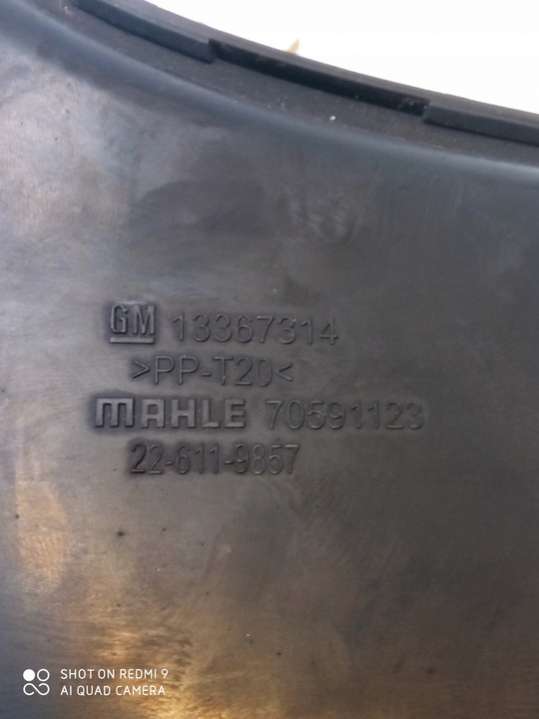 GM 13367314
>PP-T20<
MAHLE 70591123
22-611-9857
SHOT ON REDMI 9
AI QUAD CAMERA